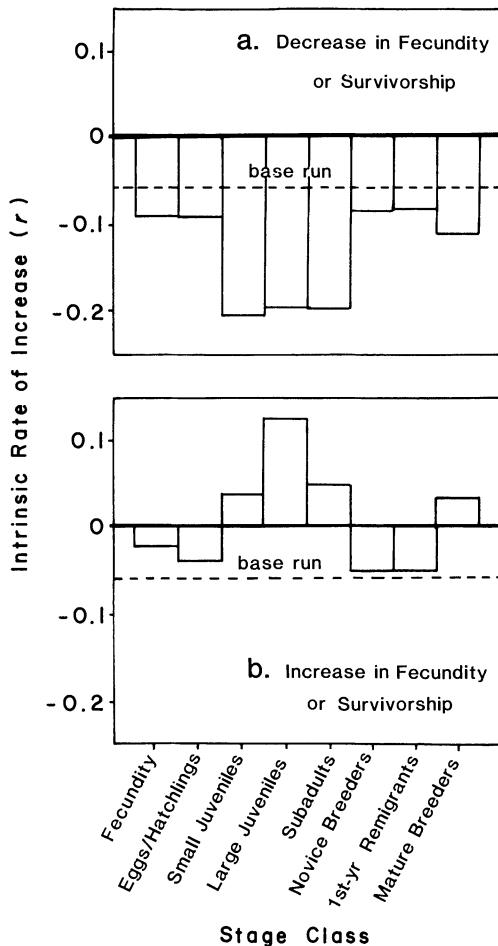 Intrinsic Rate of Increase (r)
0.1
0
-0.1
-0.2
a. Decrease in Fecundity
or Survivorship
base run
0.1
0
-0.1
-0.2
base run
b. Increase in Fecundity
or Survivorship
Fecundity
Eggs/Hatchlings
Small Juveniles
Large Juveniles
Subadults
Novice Breeders
1st-yr Remigrants
Mature Breeders
Stage Class